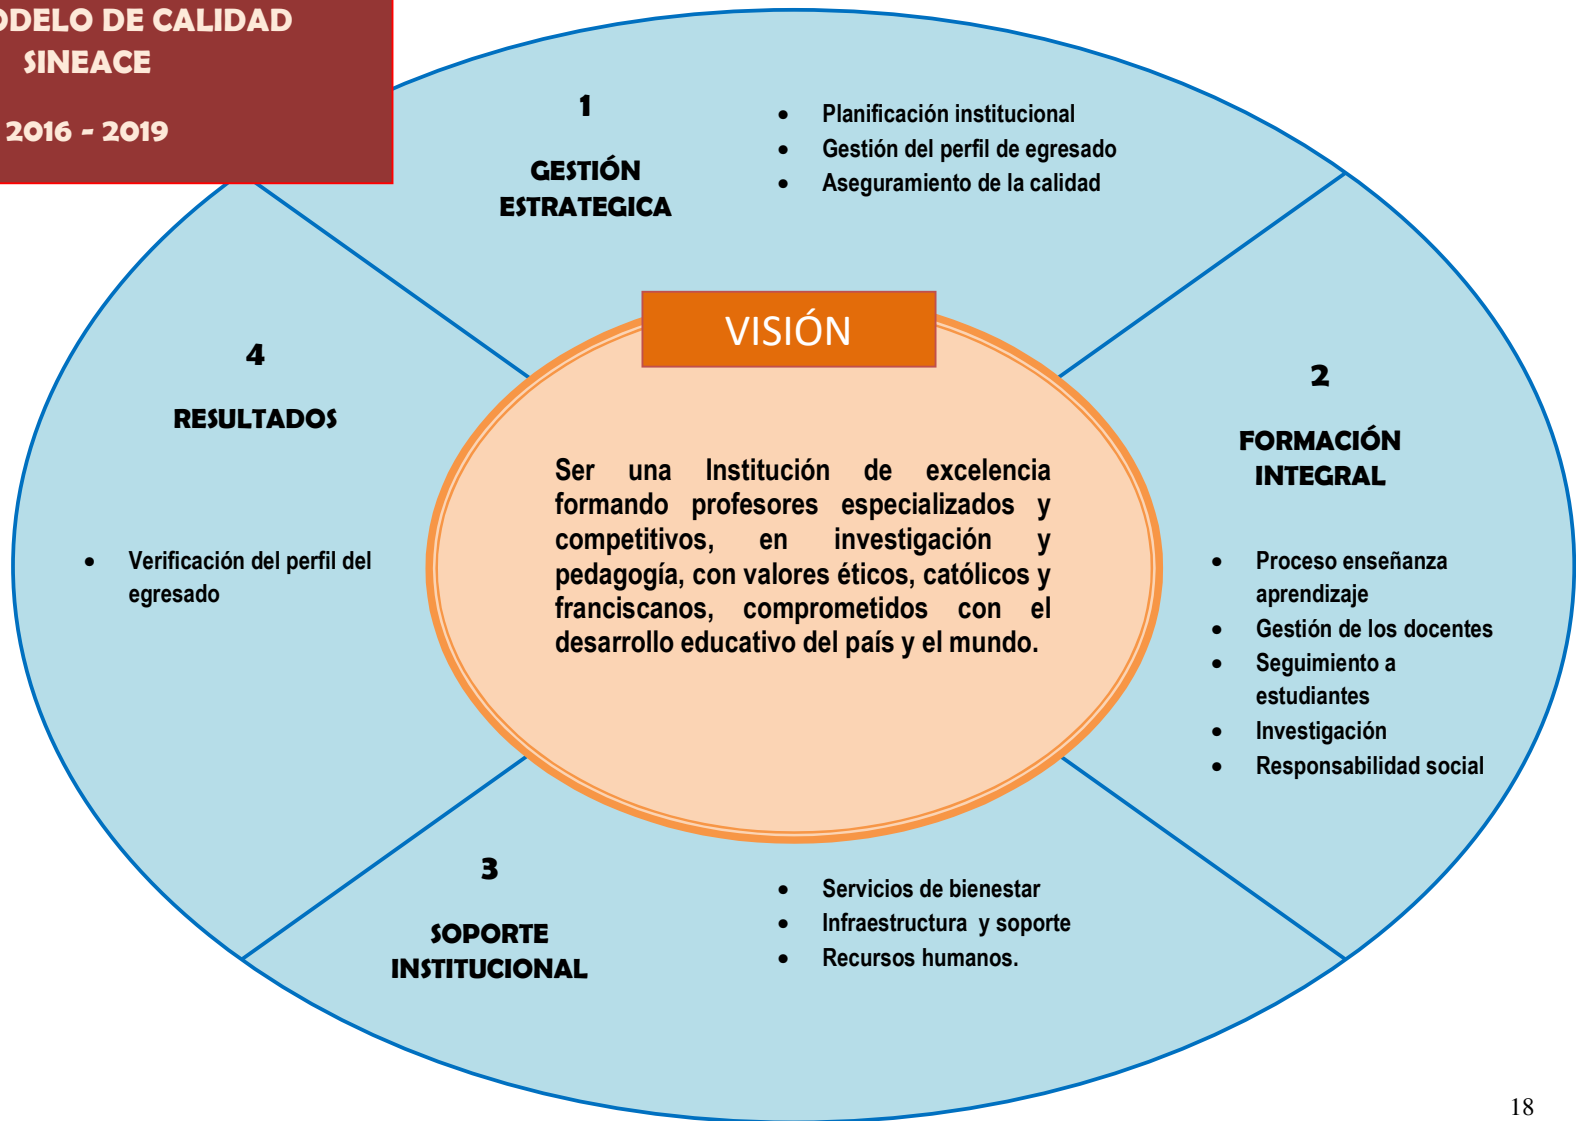 ODELO DE CALIDAD
SINEACE
2016 - 2019
1
GESTIÓN
ESTRATEGICA
• Planificación institucional
• Gestión del perfil de egresado
• Aseguramiento de la calidad
VISIÓN
Ser una Institución de excelencia
formando profesores especializados y
competitivos, en investigación y
pedagogía, con valores éticos, católicos y
franciscanos, comprometidos con el
desarrollo educativo del país y el mundo.
2
FORMACIÓN
INTEGRAL
• Proceso enseñanza
aprendizaje
• Gestión de los docentes
• Seguimiento a
estudiantes
• Investigación
• Responsabilidad social
3
SOPORTE
INSTITUCIONAL
• Servicios de bienestar
• Infraestructura y soporte
• Recursos humanos.
4
RESULTADOS
• Verificación del perfil del
egresado
18